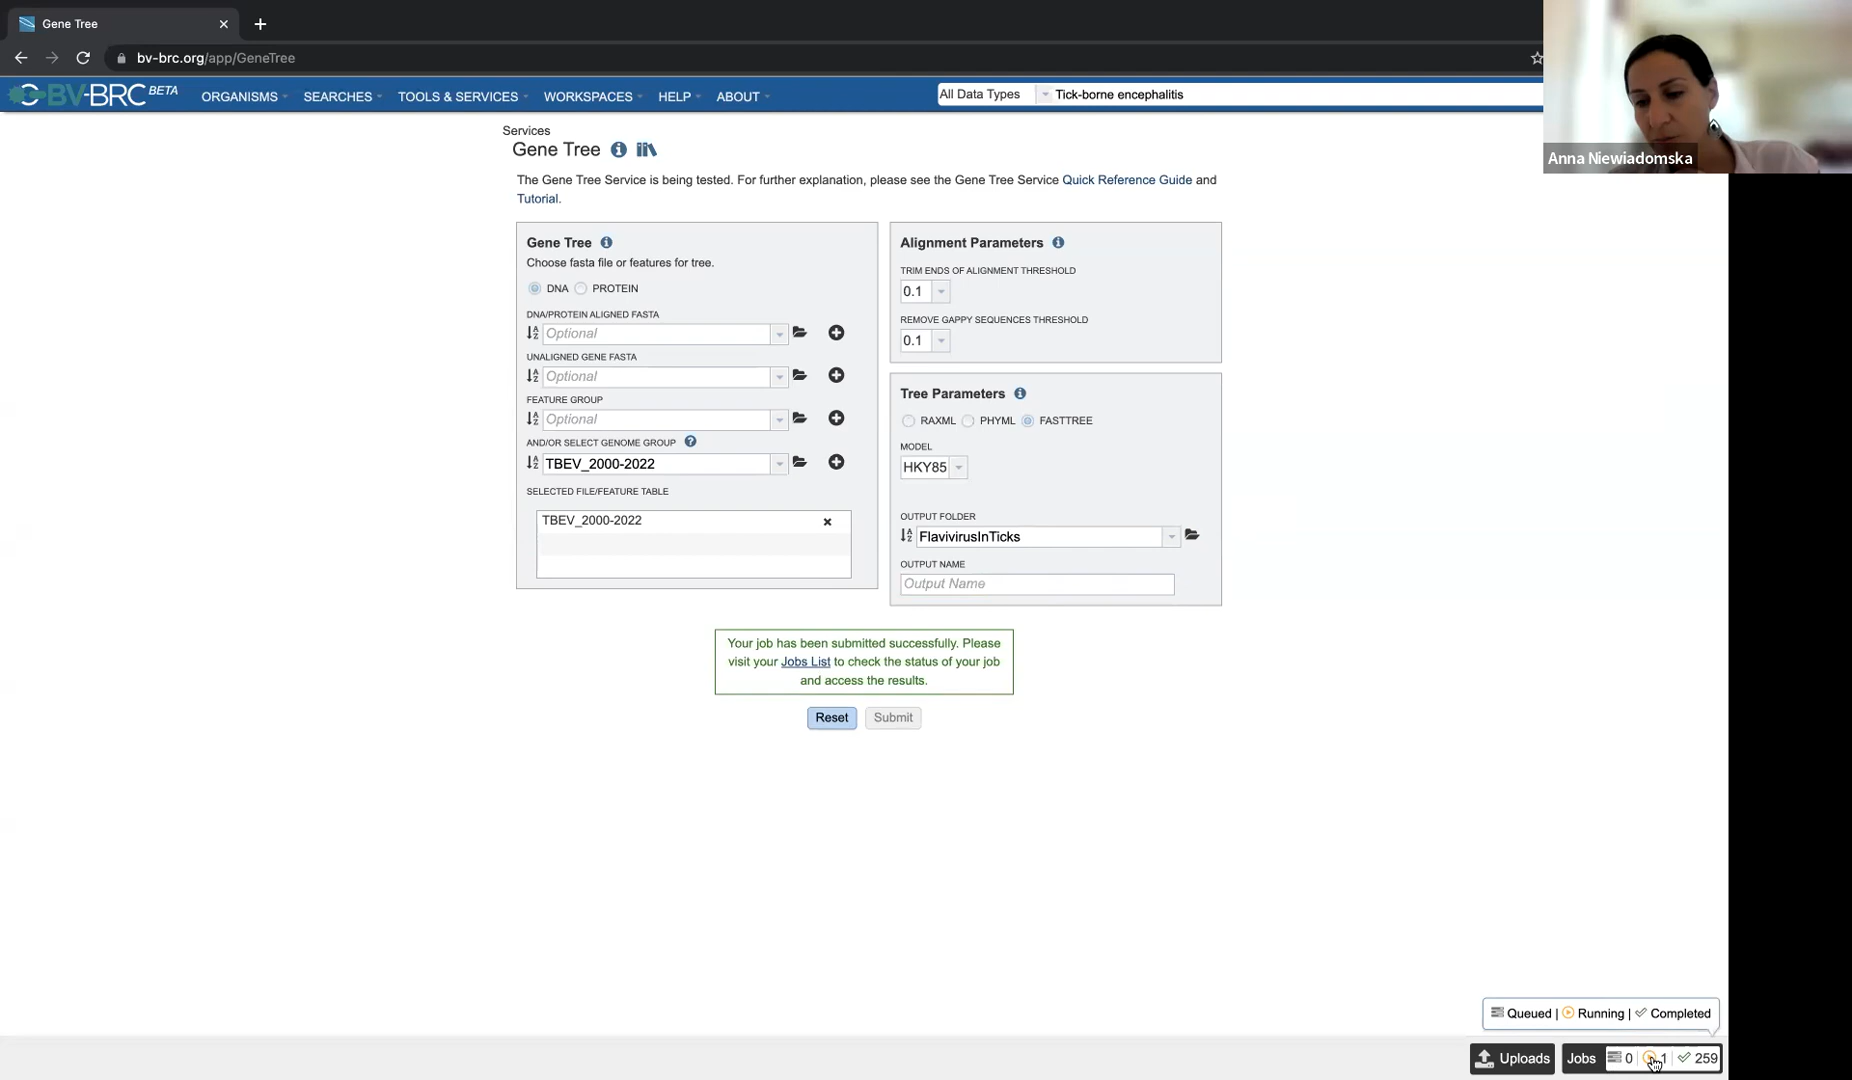 Gene Tree
bv-brc.org/app/GeneTree
BV-BRC BETA
ORGANISMS SEARCHES TOOLS & SERVICES WORKSPACES HELP ABOUT
All Data Types Tick-borne encephalitis
Anna Niewiadomska
Services
Gene Tree
The Gene Tree Service is being tested. For further explanation, please see the Gene Tree Service Quick Reference Guide and
Tutorial.
Gene Tree
Choose fasta file or features for tree.
DNA PROTEIN
DNA/PROTEIN ALIGNED FASTA
Optional
UNALIGNED GENE FASTA
Optional
FEATURE GROUP
Optional
AND/OR SELECT GENOME GROUP
TBEV_2000-2022
SELECTED FILE/FEATURE TABLE
TBEV_2000-2022
Alignment Parameters
TRIM ENDS OF ALIGNMENT THRESHOLD
0.1
REMOVE GAPPY SEQUENCES THRESHOLD
0.1
Tree Parameters
RAXML PHYML FASTTREE
MODEL
HKY85
OUTPUT FOLDER
FlavivirusInTicks
OUTPUT NAME
Output Name
Your job has been submitted successfully. Please
visit your Jobs List to check the status of your job
and access the results.
Reset Submit
Queued | Running | Completed
Uploads Jobs 0 1 259